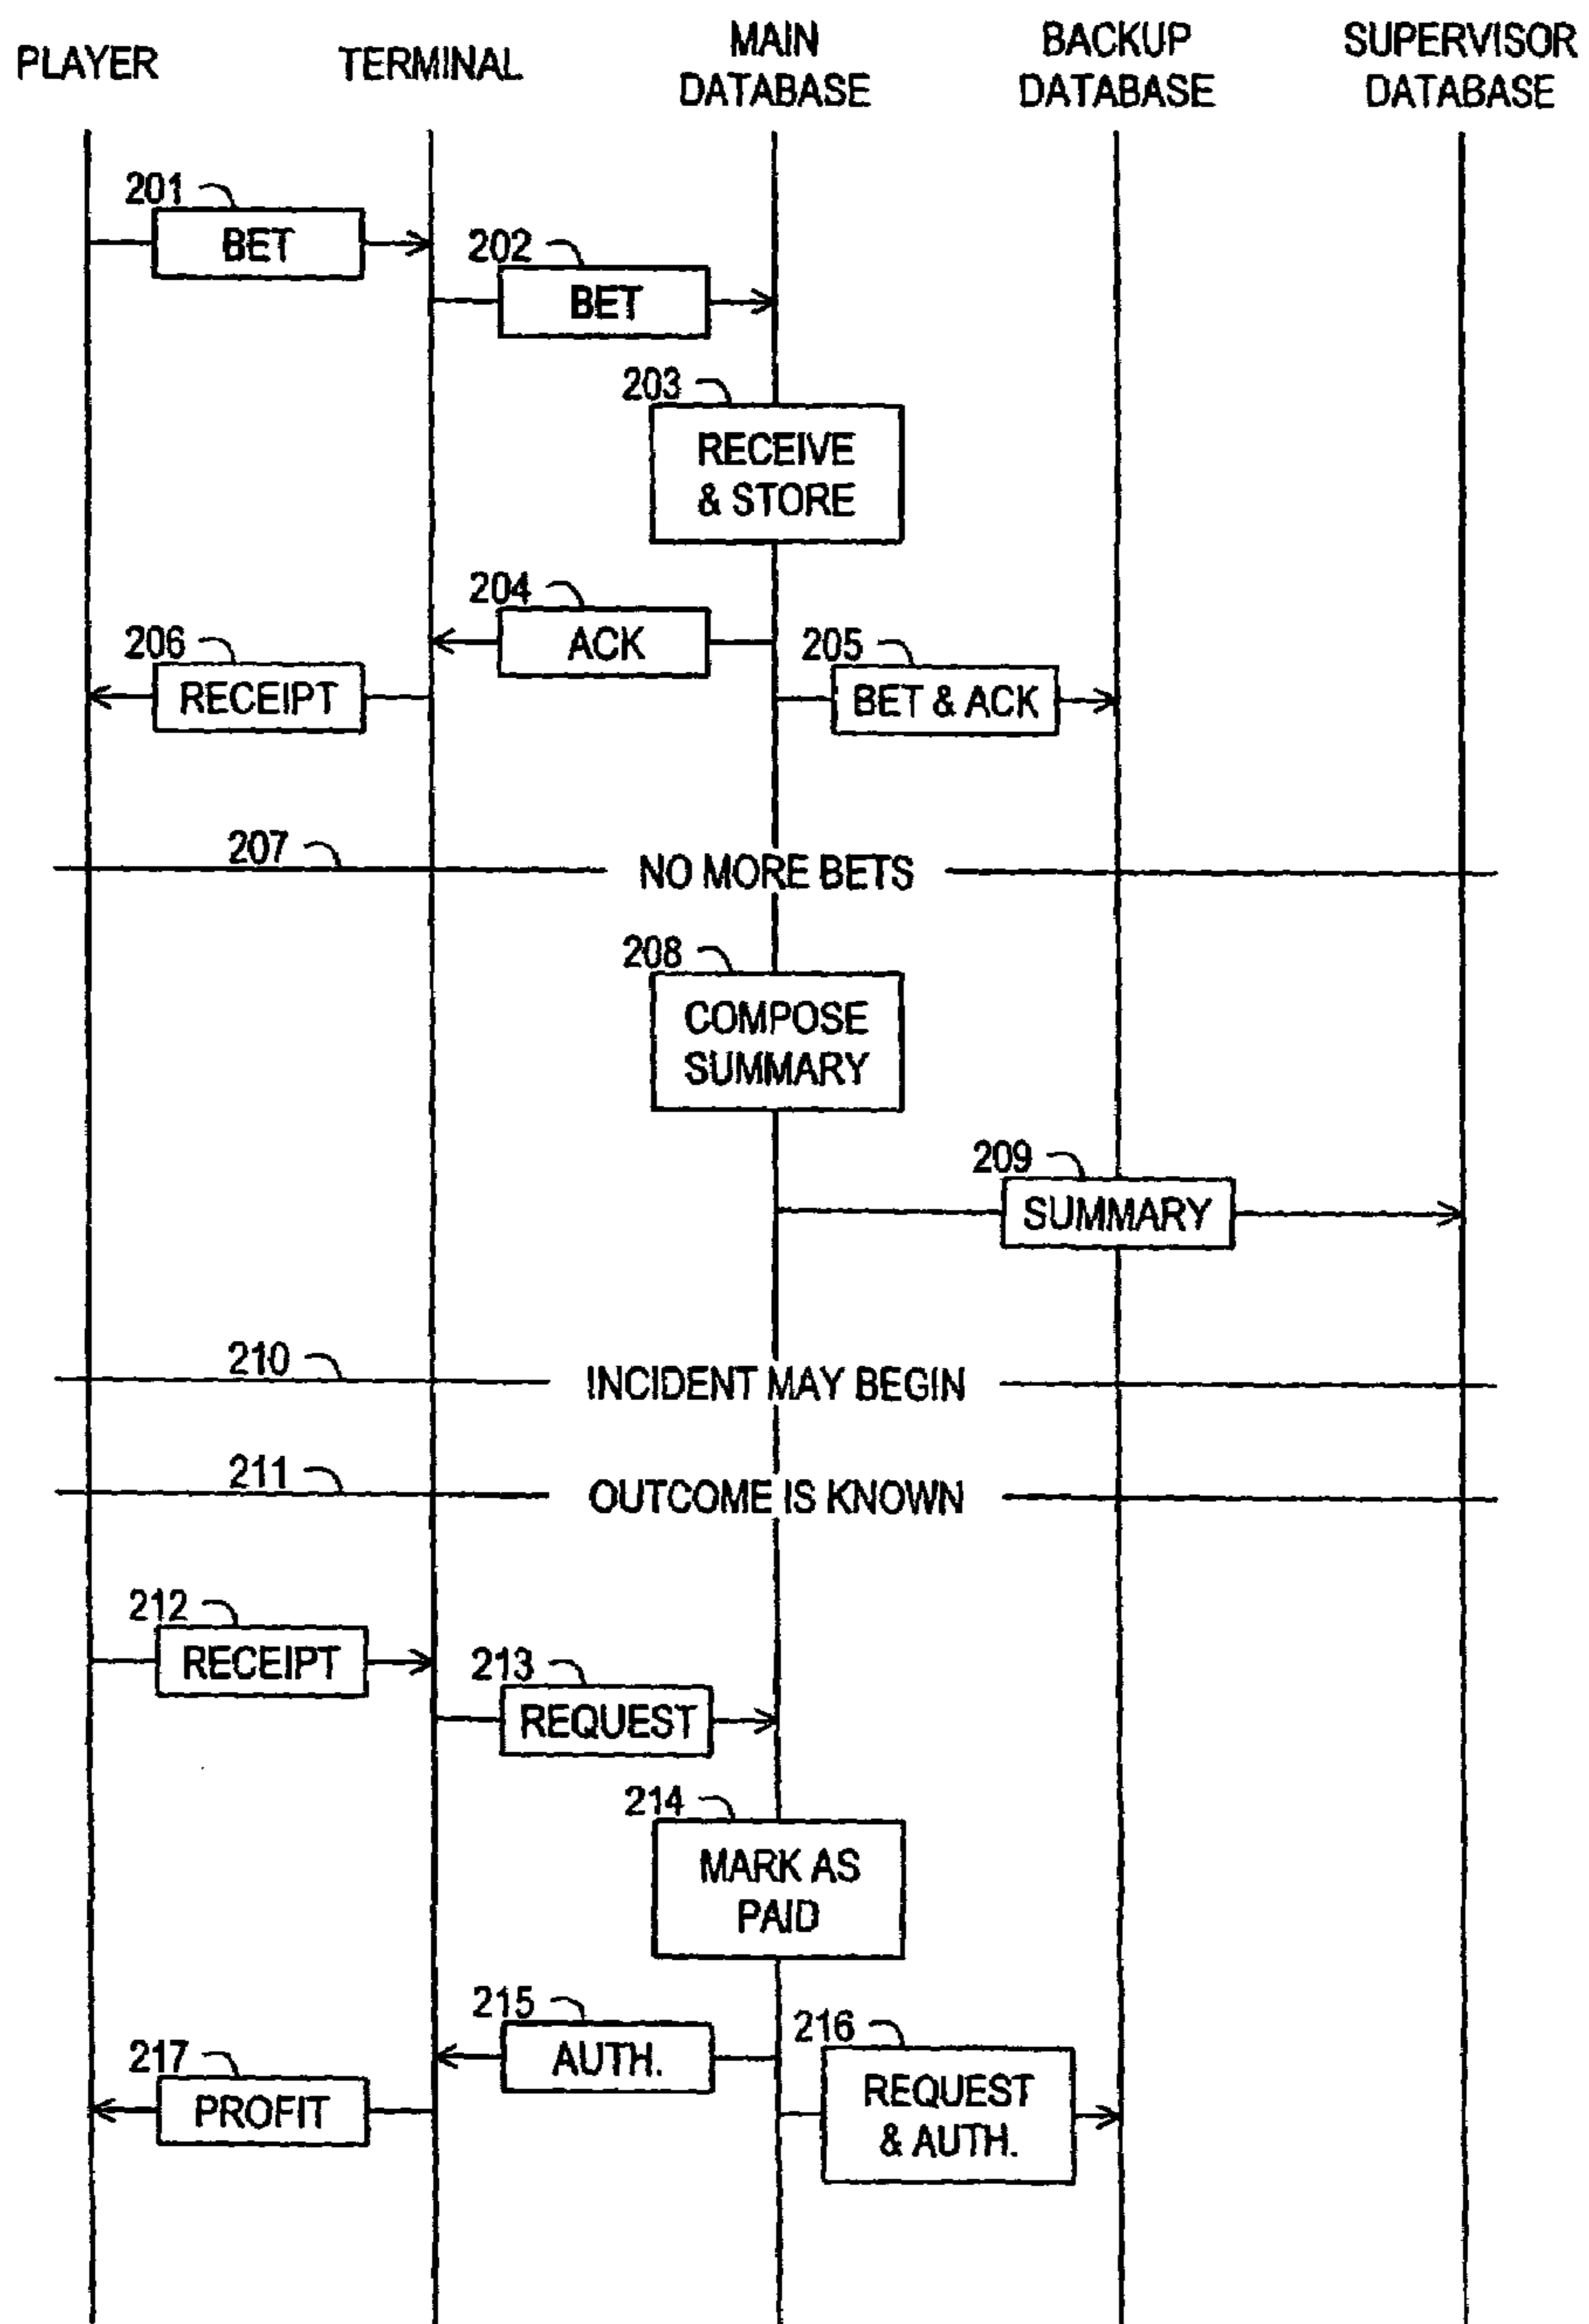 PLAYER
TERMINAL
MAIN
DATABASE
BACKUP
DATABASE
SUPERVISOR
DATABASE
201
BET
202
BET
203
RECEIVE
& STORE
204
ACK
205
BET & ACK
206
RECEIPT
207
NO MORE BETS
208
COMPOSE
SUMMARY
209
SUMMARY
210
INCIDENT MAY BEGIN
211
OUTCOME IS KNOWN
212
RECEIPT
213
REQUEST
214
MARK AS
PAID
215
AUTH.
216
REQUEST
& AUTH.
217
PROFIT